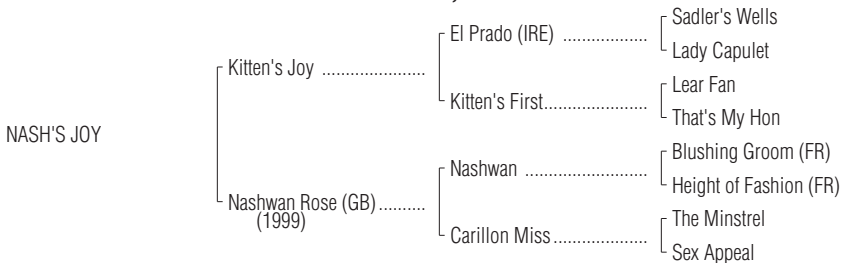 Sadler's Wells
El Prado (IRE) ..................
Lady Capulet
Kitten's Joy ......................
Lear Fan
Kitten's First......................
That's My Hon
NASH'S JOY
Blushing Groom (FR)
Nashwan ..........................
Height of Fashion (FR)
Nashwan Rose (GB)..........
(1999)
The Minstrel
Carillon Miss....................
Sex Appeal